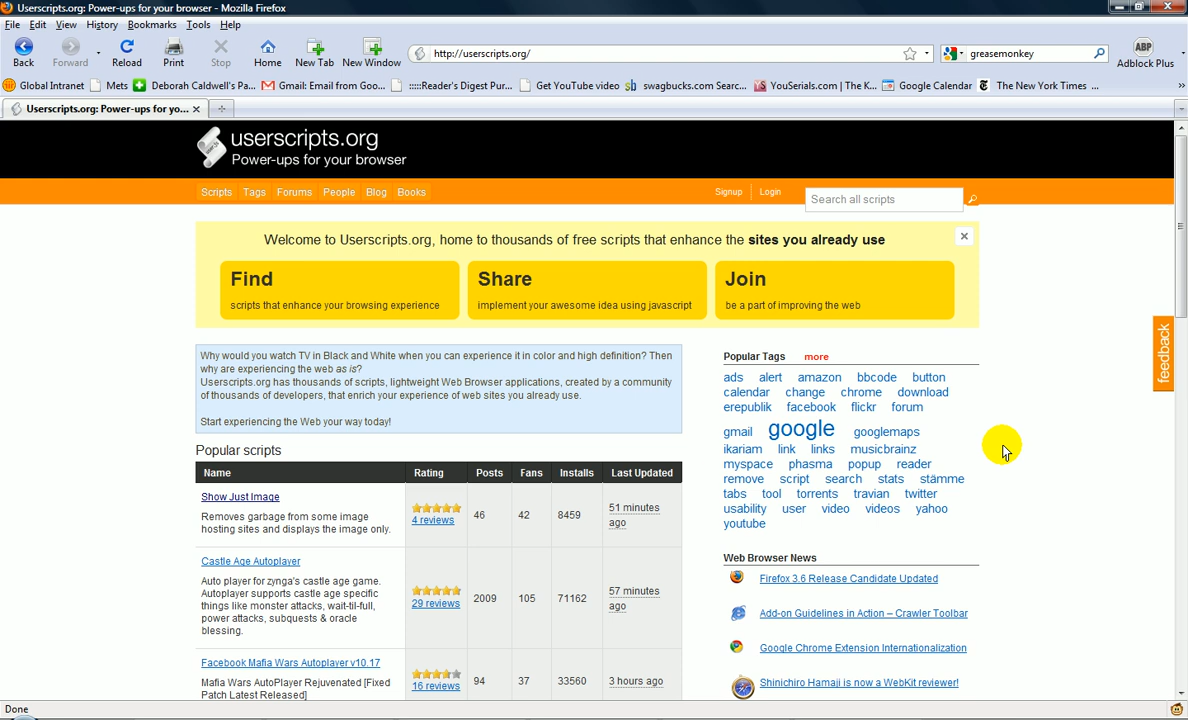 Userscripts.org: Power-ups for your browser - Mozilla Firefox
File Edit View History Bookmarks Tools Help
Back Forward Reload Print Stop Home New Tab New Window http://userscripts.org/ greasemonkey ABP Adblock Plus
Global Intranet Mets Deborah Caldwell's Pa... Gmail: Email from Goo... :::::Reader's Digest Pur... Get YouTube video swagbucks.com Searc... YouSerials.com | The K... Google Calendar The New York Times ...
Userscripts.org: Power-ups for yo...
userscripts.org
Power-ups for your browser
Scripts Tags Forums People Blog Books Signup Login Search all scripts
Welcome to Userscripts.org, home to thousands of free scripts that enhance the sites you already use
Find Share Join
scripts that enhance your browsing experience implement your awesome idea using javascript be a part of improving the web
feedback
Why would you watch TV in Black and White when you can experience it in color and high definition? Then
why are experiencing the web as is?
Userscripts.org has thousands of scripts, lightweight Web Browser applications, created by a community
of thousands of developers, that enrich your experience of web sites you already use.
Start experiencing the Web your way today!
Popular scripts
Name Rating Posts Fans Installs Last Updated
Show Just Image
Removes garbage from some image
hosting sites and displays the image only.
4 reviews 46 42 8459 51 minutes
ago
Castle Age Autoplayer
Auto player for zynga's castle age game.
Autoplayer supports castle age specific
things like monster attacks, wait-til-full,
power attacks, subquests & oracle
blessing.
29 reviews 2009 105 71162 57 minutes
ago
Facebook Mafia Wars Autoplayer v10.17
Mafia Wars AutoPlayer Rejuvenated [Fixed
Patch Latest Released]
16 reviews 94 37 33560 3 hours ago
Popular Tags more
ads alert amazon bbcode button
calendar change chrome download
erepublik facebook flickr forum
gmail google googlemaps
ikariam link links musicbrainz
myspace phasma popup reader
remove script search stats stämme
tabs tool torrents travian twitter
usability user video videos yahoo
youtube
Web Browser News
Firefox 3.6 Release Candidate Updated
Add-on Guidelines in Action – Crawler Toolbar
Google Chrome Extension Internationalization
Shinichiro Hamaji is now a WebKit reviewer!
Done